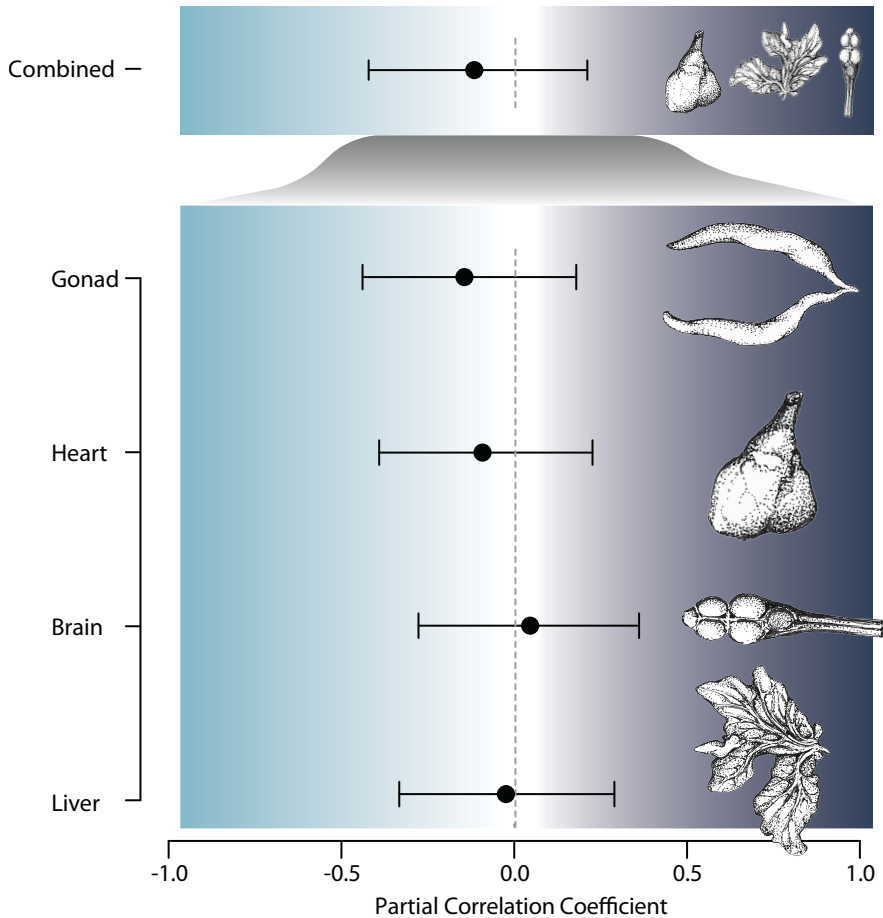 Combined
Gonad
Heart
Brain
Liver
-1.0 -0.5 0.0 0.5 1.0
Partial Correlation Coefficient